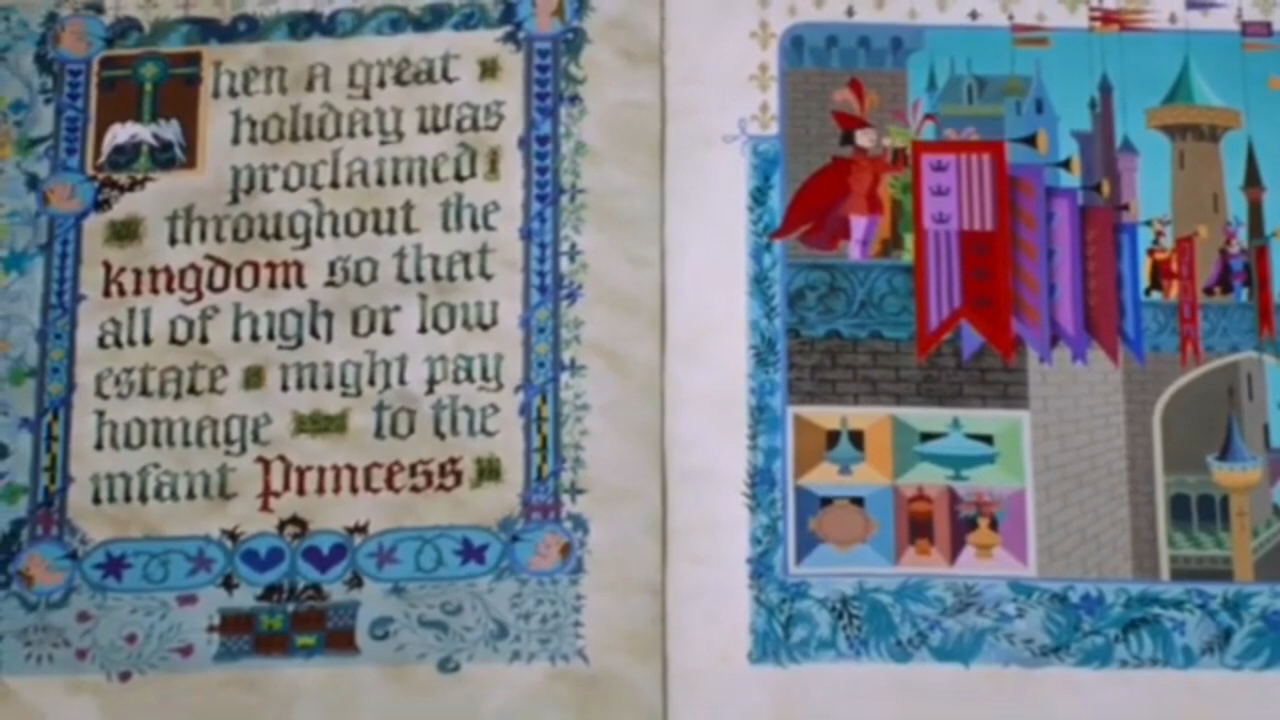 Then a great
holiday was
proclaimed
throughout the
kingdom so that
all of high or low
estate might pay
homage to the
infant Princess